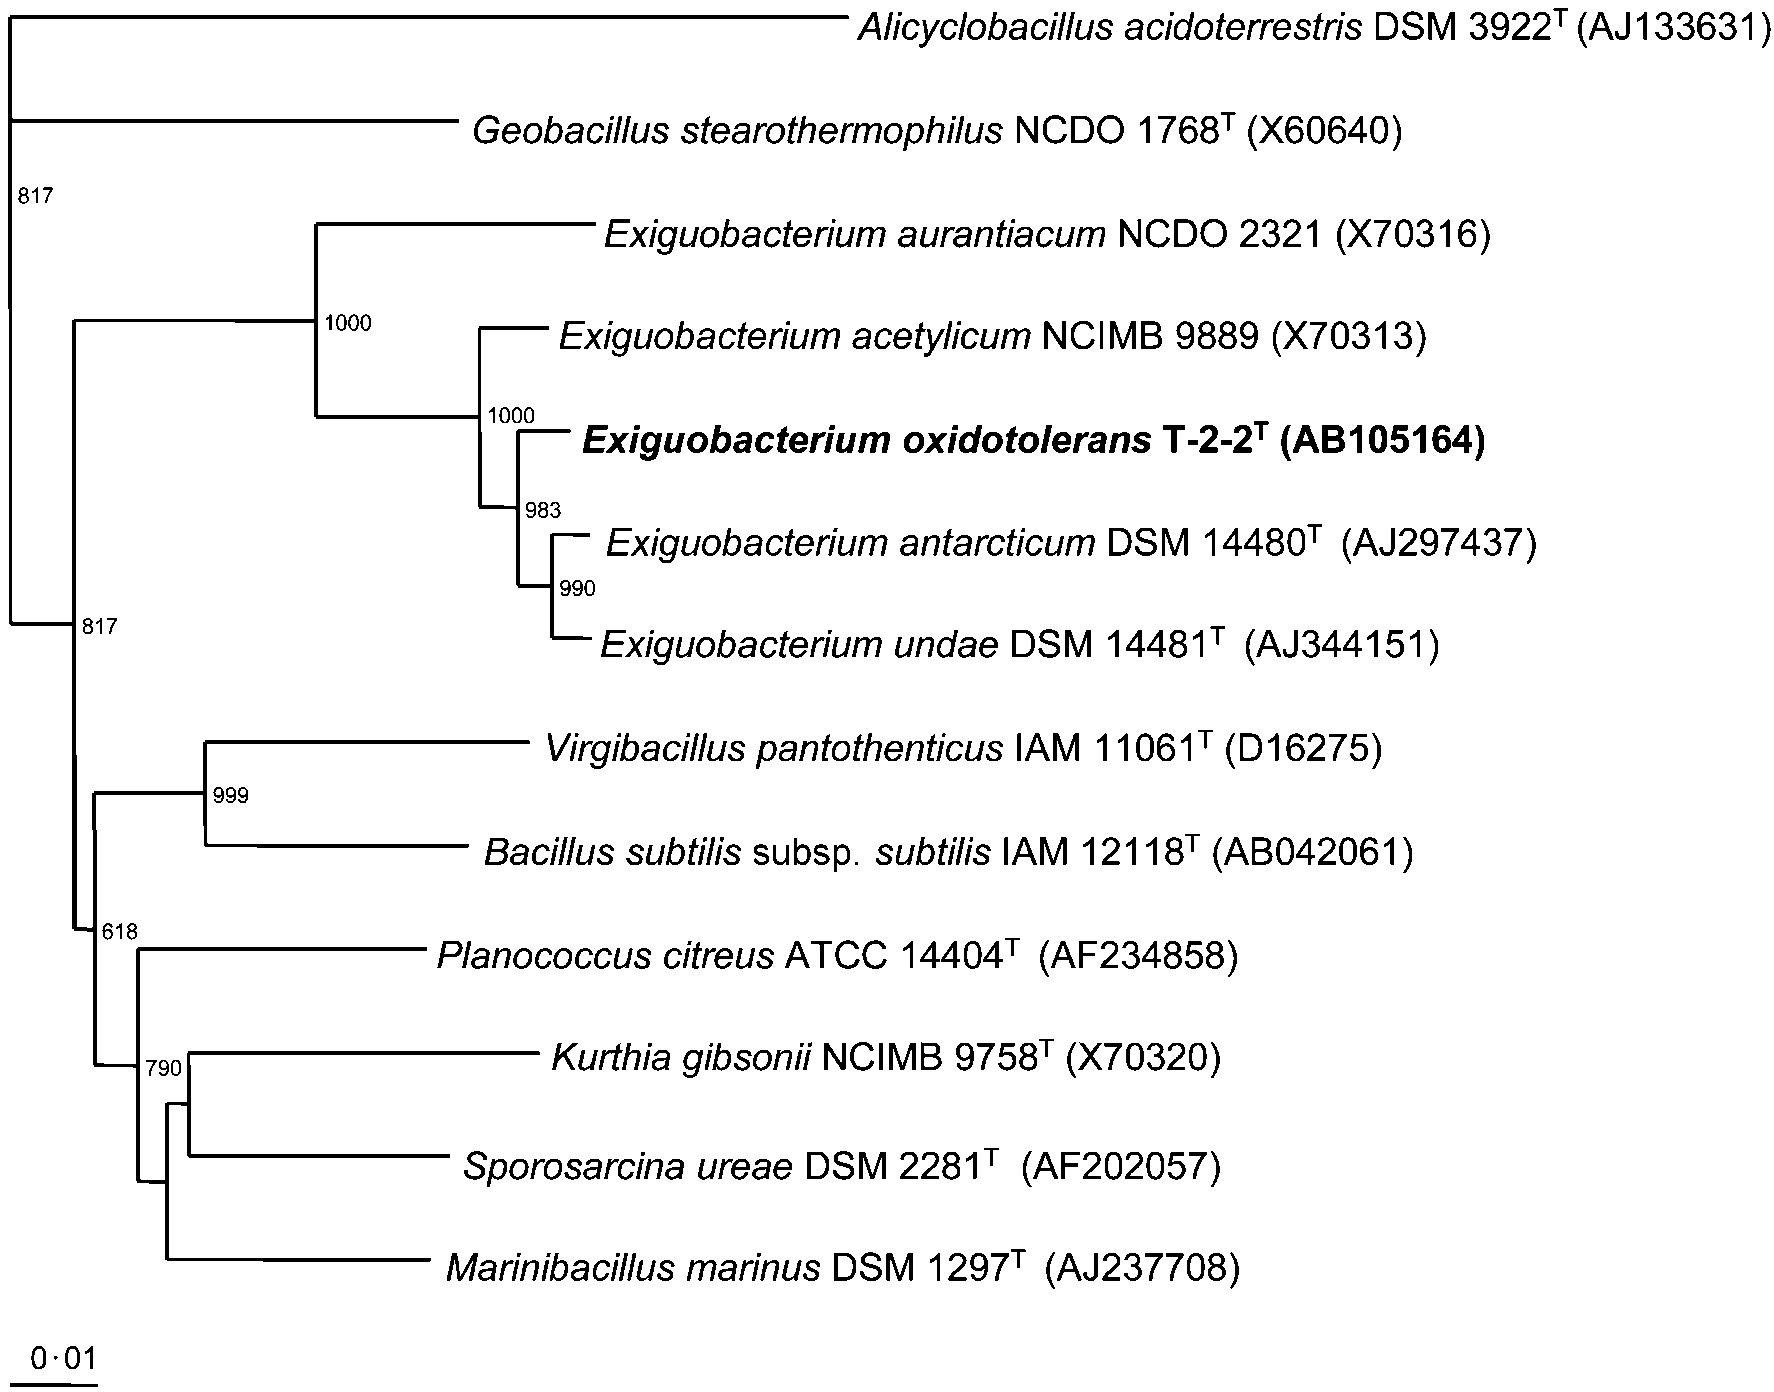 Alicyclobacillus acidoterrestris DSM 3922T (AJ133631)
Geobacillus stearothermophilus NCDO 1768T (X60640)
817
Exiguobacterium aurantiacum NCDO 2321 (X70316)
1000
Exiguobacterium acetylicum NCIMB 9889 (X70313)
1000
Exiguobacterium oxidotolerans T-2-2T (AB105164)
983
Exiguobacterium antarcticum DSM 14480T (AJ297437)
990
817
Exiguobacterium undae DSM 14481T (AJ344151)
Virgibacillus pantothenticus IAM 11061T (D16275)
999
Bacillus subtilis subsp. subtilis IAM 12118T (AB042061)
618
Planococcus citreus ATCC 14404T (AF234858)
790
Kurthia gibsonii NCIMB 9758T (X70320)
Sporosarcina ureae DSM 2281T (AF202057)
Marinibacillus marinus DSM 1297T (AJ237708)
0·01